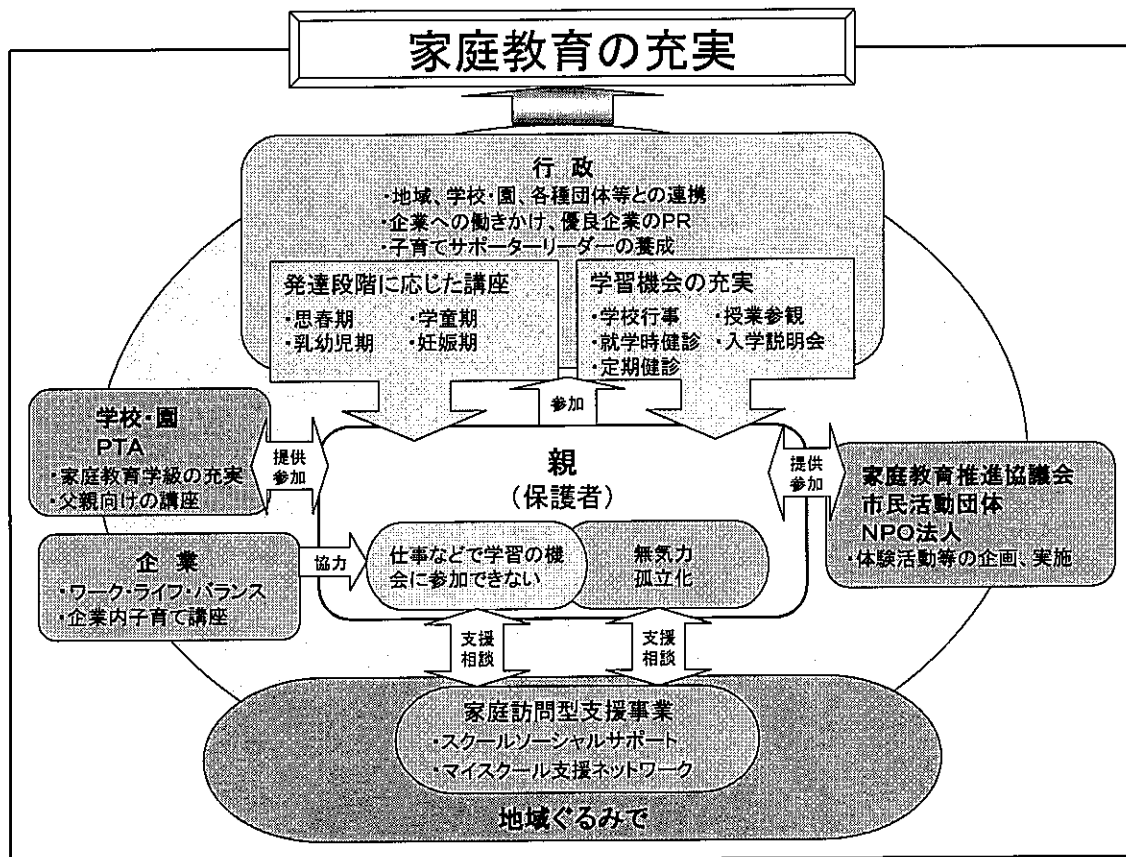 家庭教育の充実
行 政
・地域、学校・園、各種団体等との連携
・企業への働きかけ、優良企業のPR
・子育てサポーターリーダーの養成
発達段階に応じた講座
・思春期 ・学童期
・乳幼児期 ・妊娠期
学習機会の充実
・学校行事 ・授業参観
・就学時健診 ・入学説明会
・定期健診
参加
学校・園
PTA
・家庭教育学級の充実
・父親向けの講座
提供
参加
親
（保護者）
提供
参加
家庭教育推進協議会
市民活動団体
NPO法人
・体験活動等の企画、実施
企 業
・ワーク・ライフ・バランス
・企業内子育て講座
協力
仕事などで学習の機
会に参加できない
無気力
孤立化
支援
相談
支援
相談
家庭訪問型支援事業
・スクールソーシャルサポート
・マイスクール支援ネットワーク
地域ぐるみで